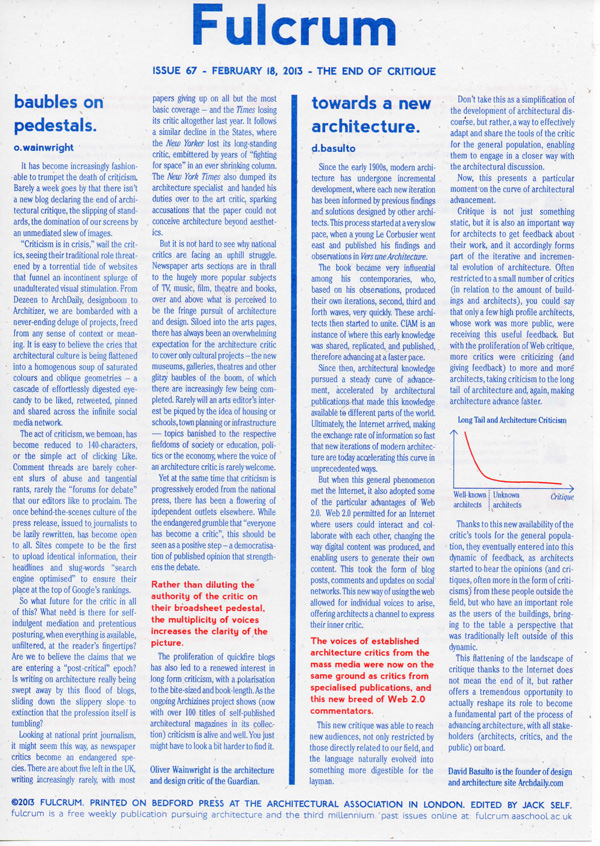 Fulcrum
ISSUE 67 - FEBRUARY 18, 2013 - THE END OF CRITIQUE
baubles on
pedestals.
o.wainwright
It has become increasingly fashion-
able to trumpet the death of criticism.
Barely a week goes by that there isn't
a new blog declaring the end of archi-
tectural critique, the slipping of stand-
ards, the domination of our screens by
an unmediated slew of images.
"Criticism is in crisis," wail the crit-
ics, seeing their traditional role threat-
ened by a torrential tide of websites
that funnel an incontinent splurge of
unadulterated visual stimulation. From
Dezeen to ArchDaily, designboom to
Architizer, we are bombarded with a
never-ending deluge of projects, freed
from any sense of context or mean-
ing. It is easy to believe the cries that
architectural culture is being flattened
into a homogenous soup of saturated
colours and oblique geometries – a
cascade of effortlessly digested eye-
candy to be liked, retweeted, pinned
and shared across the infinite social
media network.
The act of criticism, we bemoan, has
become reduced to 140-characters,
or the simple act of clicking Like.
Comment threads are barely coher-
ent slurs of abuse and tangential
rants, rarely the "forums for debate"
that our editors like to proclaim. The
once behind-the-scenes culture of the
press release, issued to journalists to
be lazily rewritten, has become open
to all. Sites compete to be the first
to upload identical information, their
headlines and slug-words "search
engine optimised" to ensure their
place at the top of Google's rankings.
So what future for the critic in all
of this? What need is there for self-
indulgent mediation and pretentious
posturing, when everything is available,
unfiltered, at the reader's fingertips?
Are we to believe the claims that we
are entering a "post-critical" epoch?
Is writing on architecture really being
swept away by this flood of blogs,
sliding down the slippery slope to
extinction that the profession itself is
tumbling?
Looking at national print journalism,
it might seem this way, as newspaper
critics become an endangered spe-
cies. There are about five left in the UK,
writing increasingly rarely, with most
papers giving up on all but the most
basic coverage – and the Times losing
its critic altogether last year. It follows
a similar decline in the States, where
the New Yorker lost its long-standing
critic, embittered by years of "fighting
for space" in an ever shrinking column.
The New York Times also dumped its
architecture specialist and handed his
duties over to the art critic, sparking
accusations that the paper could not
conceive architecture beyond aesthet-
ics.
But it is not hard to see why national
critics are facing an uphill struggle.
Newspaper arts sections are in thrall
to the hugely more popular subjects
of TV, music, film, theatre and books,
over and above what is perceived to
be the fringe pursuit of architecture
and design. Siloed into the arts pages,
there has always been an overwhelming
expectation for the architecture critic
to cover only cultural projects – the new
museums, galleries, theatres and other
glitzy baubles of the boom, of which
there are increasingly few being com-
pleted. Rarely will an arts editor's inter-
est be piqued by the idea of housing or
schools, town planning or infrastructure
— topics banished to the respective
fiefdoms of society or education, poli-
tics or the economy, where the voice of
an architecture critic is rarely welcome.
Yet at the same time that criticism is
progressively eroded from the national
press, there has been a flowering of
independent outlets elsewhere. While
the endangered grumble that "everyone
has become a critic", this should be
seen as a positive step – a democratisa-
tion of published opinion that strength-
ens the debate.
Rather than diluting the
authority of the critic on
their broadsheet pedestal,
the multiplicity of voices
increases the clarity of the
picture.
The proliferation of quickfire blogs
has also led to a renewed interest in
long form criticism, with a polarisation
to the bite-sized and book-length. As the
ongoing Archizines project shows (now
with over 100 titles of self-published
architectural magazines in its collec-
tion) criticism is alive and well. You just
might have to look a bit harder to find it.
Oliver Wainwright is the architecture
and design critic of the Guardian.
towards a new
architecture.
d.basulto
Since the early 1900s, modern archi-
tecture has undergone incremental
development, where each new iteration
has been informed by previous findings
and solutions designed by other archi-
tects. This process started at a very slow
pace, when a young Le Corbusier went
east and published his findings and
observations in Vers une Architecture.
The book became very influential
among his contemporaries, who,
based on his observations, produced
their own iterations, second, third and
forth waves, very quickly. These archi-
tects then started to unite. CIAM is an
instance of where this early knowledge
was shared, replicated, and published,
therefore advancing at a faster pace.
Since then, architectural knowledge
pursued a steady curve of advance-
ment, accelerated by architectural
publications that made this knowledge
available to different parts of the world.
Ultimately, the Internet arrived, making
the exchange rate of information so fast
that new iterations of modern architec-
ture are today accelerating this curve in
unprecedented ways.
But when this general phenomenon
met the Internet, it also adopted some
of the particular advantages of Web
2.0. Web 2.0 permitted for an Internet
where users could interact and col-
laborate with each other, changing the
way digital content was produced, and
enabling users to generate their own
content. This took the form of blog
posts, comments and updates on social
networks. This new way of using the web
allowed for individual voices to arise,
offering architects a channel to express
their inner critic.
The voices of established
architecture critics from the
mass media were now on the
same ground as critics from
specialised publications, and
this new breed of Web 2.0
commentators.
This new critique was able to reach
new audiences, not only restricted by
those directly related to our field, and
the language naturally evolved into
something more digestible for the
layman.
Don't take this as a simplification of
the development of architectural dis-
course, but rather, a way to effectively
adapt and share the tools of the critic
for the general population, enabling
them to engage in a closer way with
the architectural discussion.
Now, this presents a particular
moment on the curve of architectural
advancement.
Critique is not just something
static, but it is also an important way
for architects to get feedback about
their work, and it accordingly forms
part of the iterative and incremen-
tal evolution of architecture. Often
restricted to a small number of critics
(in relation to the amount of build-
ings and architects), you could say
that only a few high profile architects,
whose work was more public, were
receiving this useful feedback. But
with the proliferation of Web critique,
more critics were criticizing (and
giving feedback) to more and more
architects, taking criticism to the long
tail of architecture and, again, making
architecture advance faster.
Long Tail and Architecture Criticism
Well-known Unknown Critique
architects architects
Thanks to this new availability of the
critic's tools for the general popula-
tion, they eventually entered into this
dynamic of feedback, as architects
started to hear the opinions (and cri-
tiques, often more in the form of criti-
cisms) from these people outside the
field, but who have an important role
as the users of the buildings, bring-
ing to the table a perspective that
was traditionally left outside of this
dynamic.
This flattening of the landscape of
critique thanks to the Internet does
not mean the end of it, but rather
offers a tremendous opportunity to
actually reshape its role to become
a fundamental part of the process of
advancing architecture, with all stake-
holders (architects, critics, and the
public) on board.
David Basulto is the founder of design
and architecture site Archdaily.com
©2013 FULCRUM. PRINTED ON BEDFORD PRESS AT THE ARCHITECTURAL ASSOCIATION IN LONDON. EDITED BY JACK SELF.
fulcrum is a free weekly publication pursuing architecture and the third millennium. past issues online at: fulcrum.aaschool.ac.uk